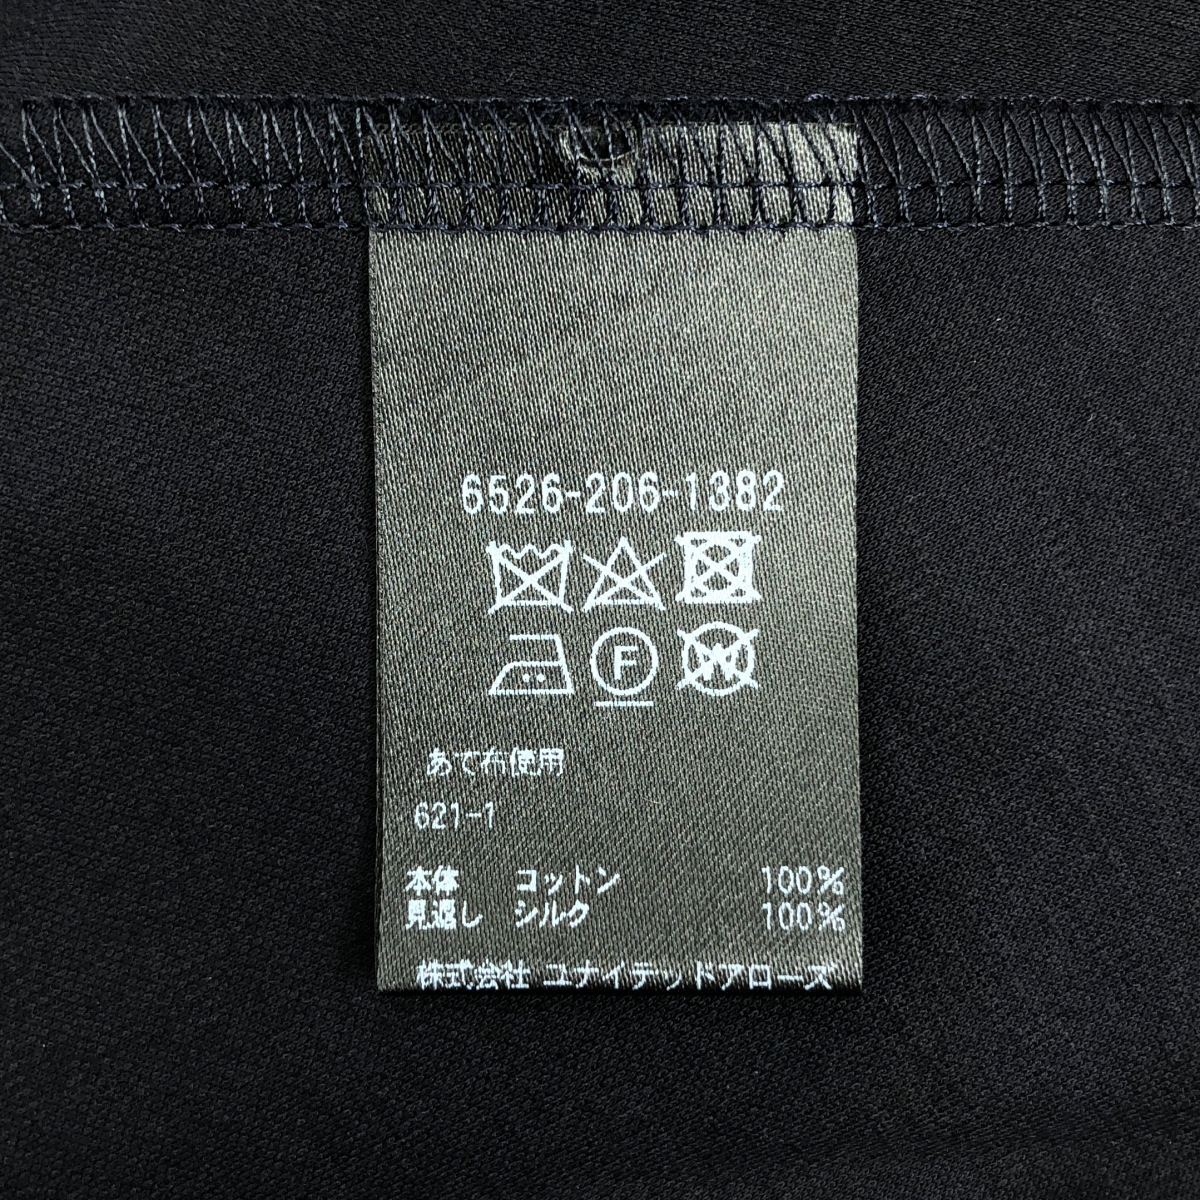 6526-206-1382
F W
あて布使用
621-1
本体 コットン 100%
見返し シルク 100%
株式会社 ユナイテッドアローズ